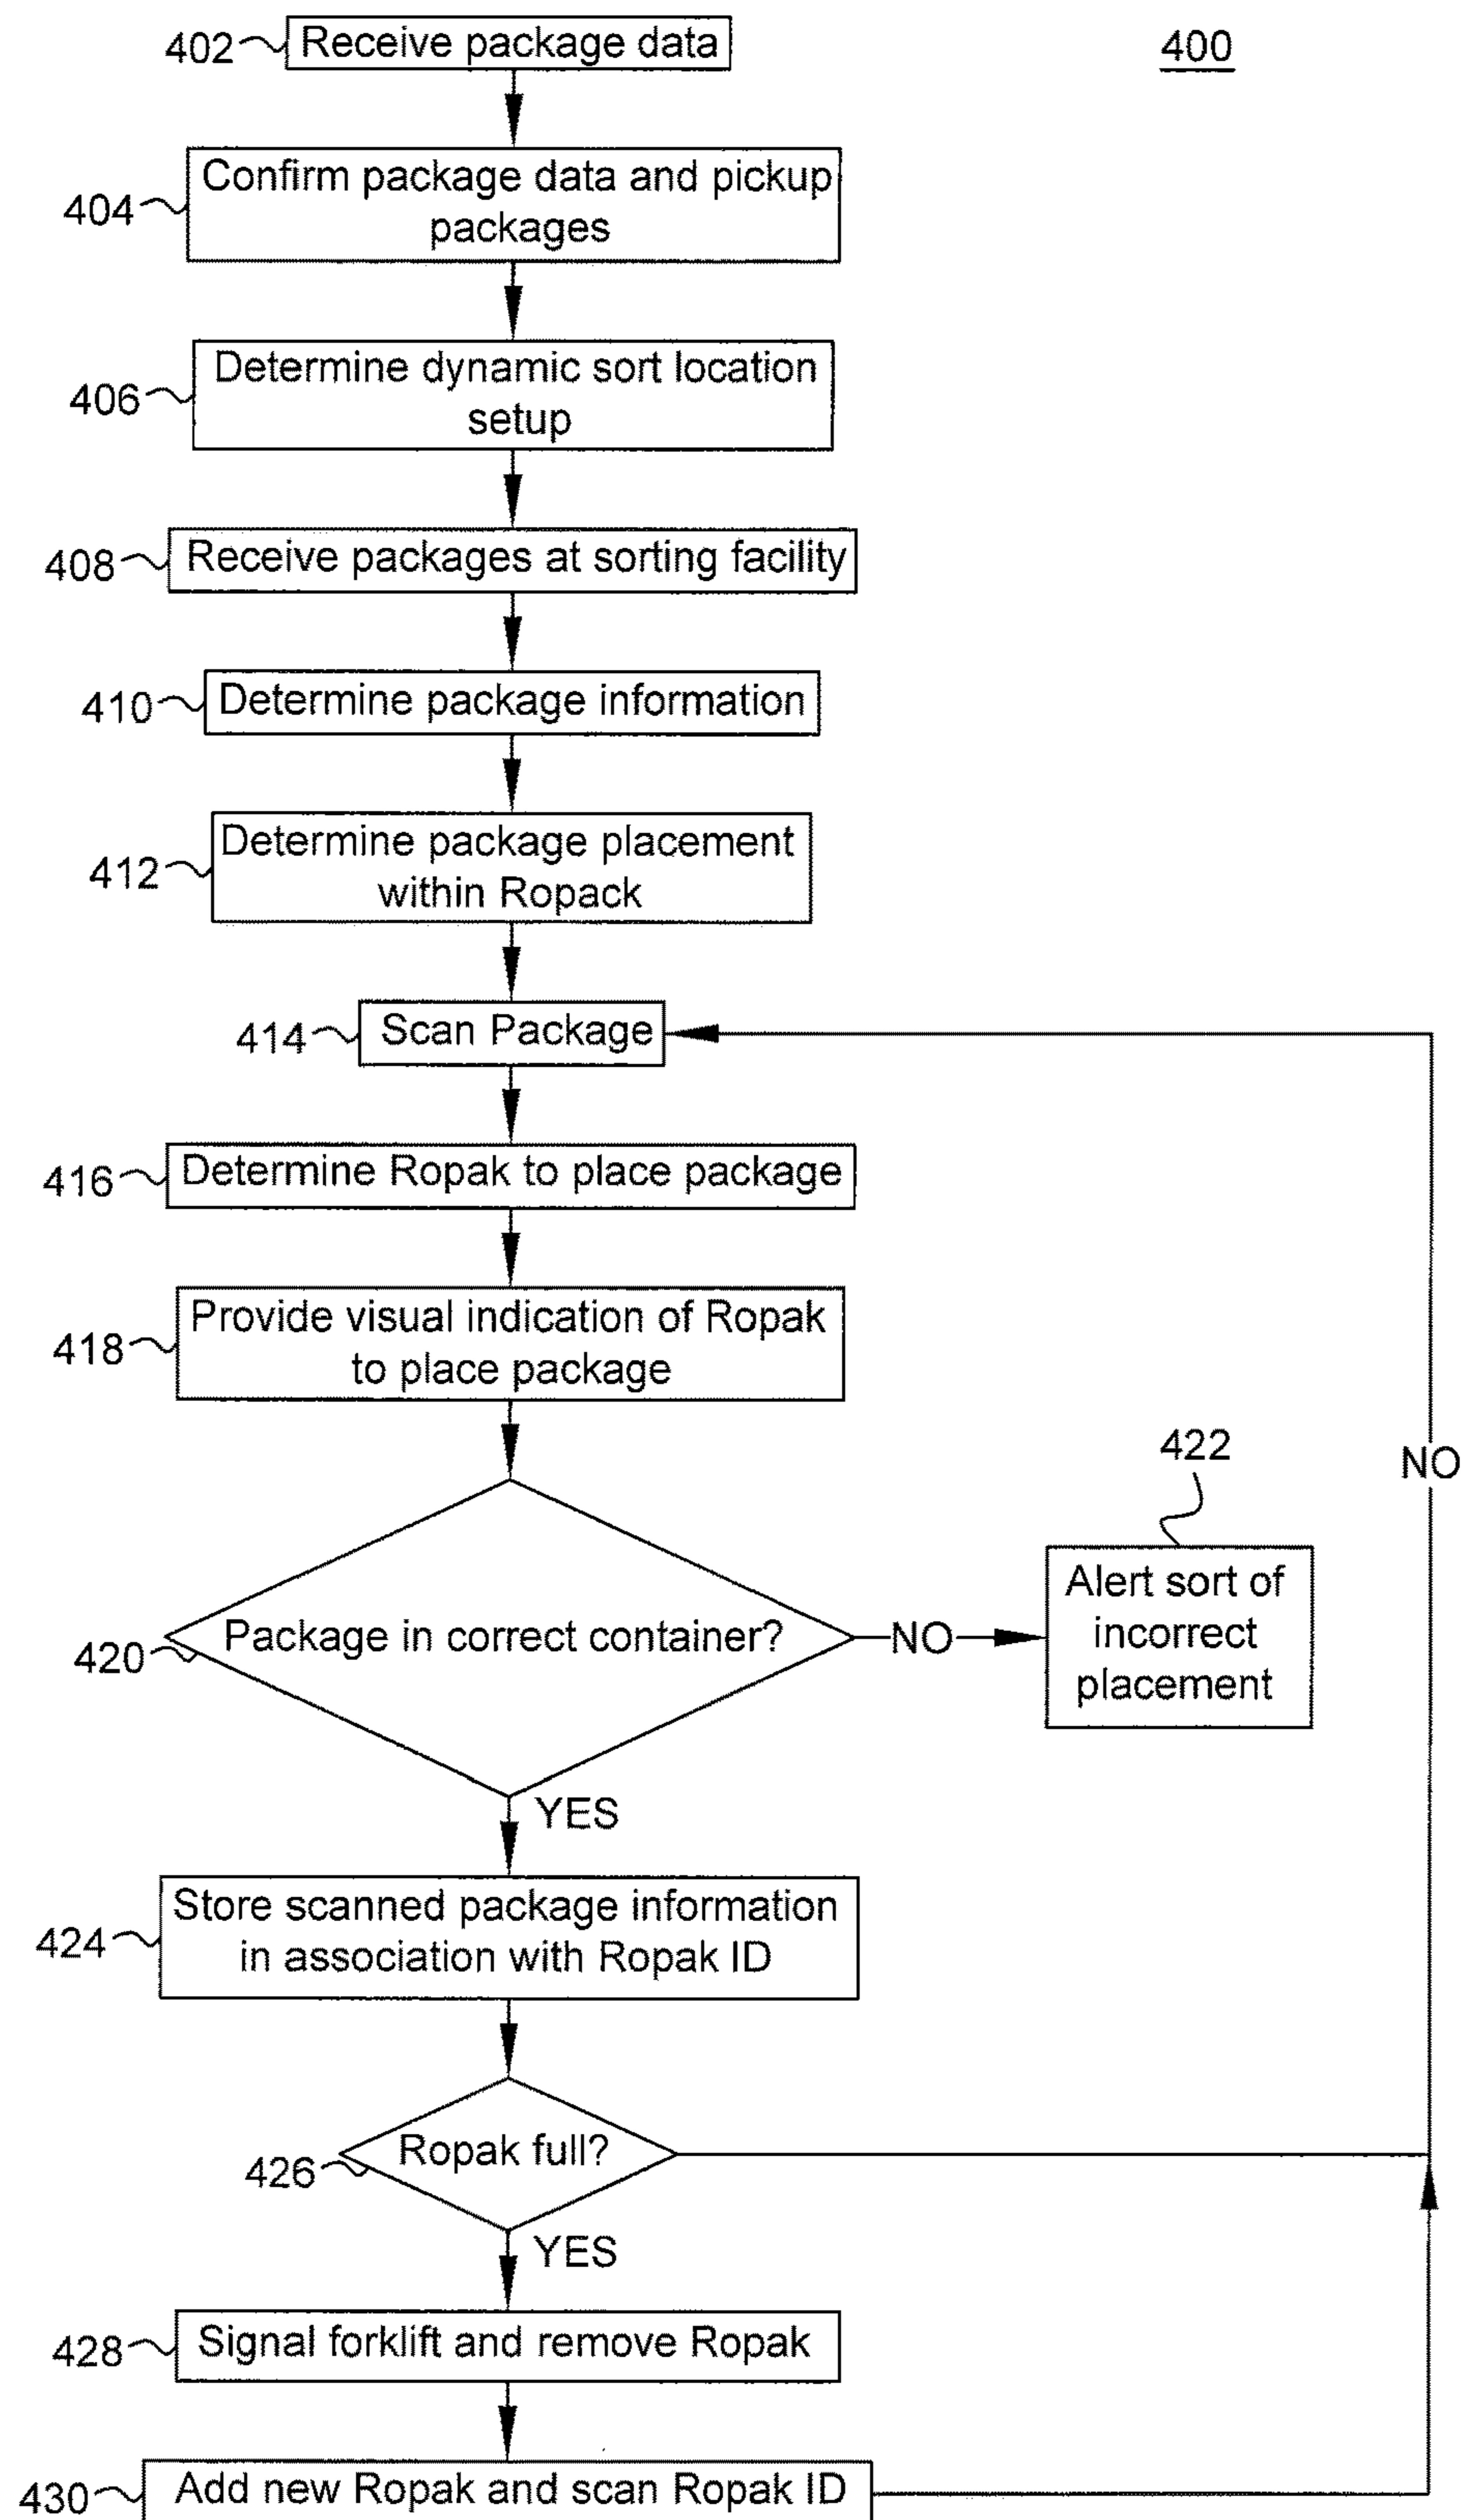 402
Receive package data
400
404
Confirm package data and pickup
packages
406
Determine dynamic sort location
setup
408
Receive packages at sorting facility
410
Determine package information
412
Determine package placement
within Ropack
414
Scan Package
416
Determine Ropak to place package
418
Provide visual indication of Ropak
to place package
420
Package in correct container?
NO
422
Alert sort of
incorrect
placement
NO
YES
424
Store scanned package information
in association with Ropak ID
426
Ropak full?
YES
428
Signal forklift and remove Ropak
430
Add new Ropak and scan Ropak ID